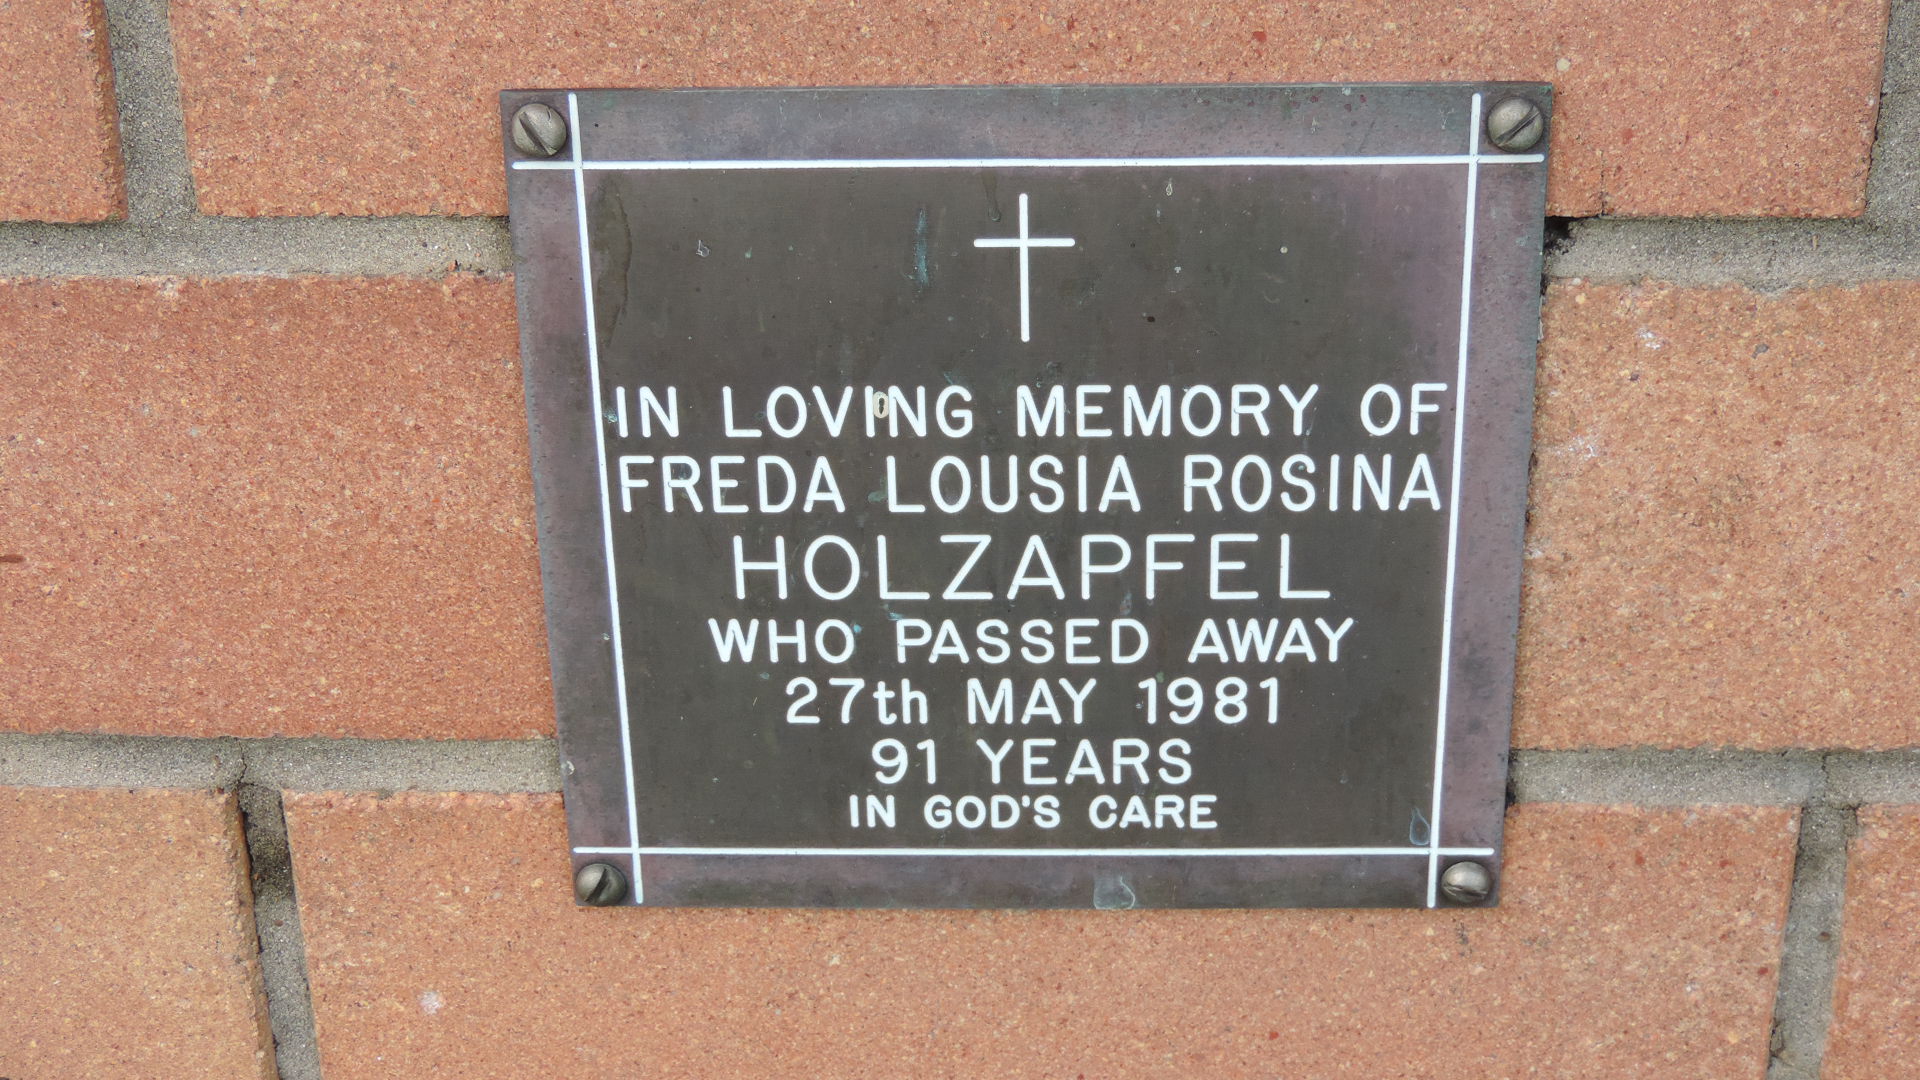 IN LOVING MEMORY OF
FREDA LOUSIA ROSINA
HOLZAPFEL
WHO PASSED AWAY
27th MAY 1981
91 YEARS
IN GOD'S CARE